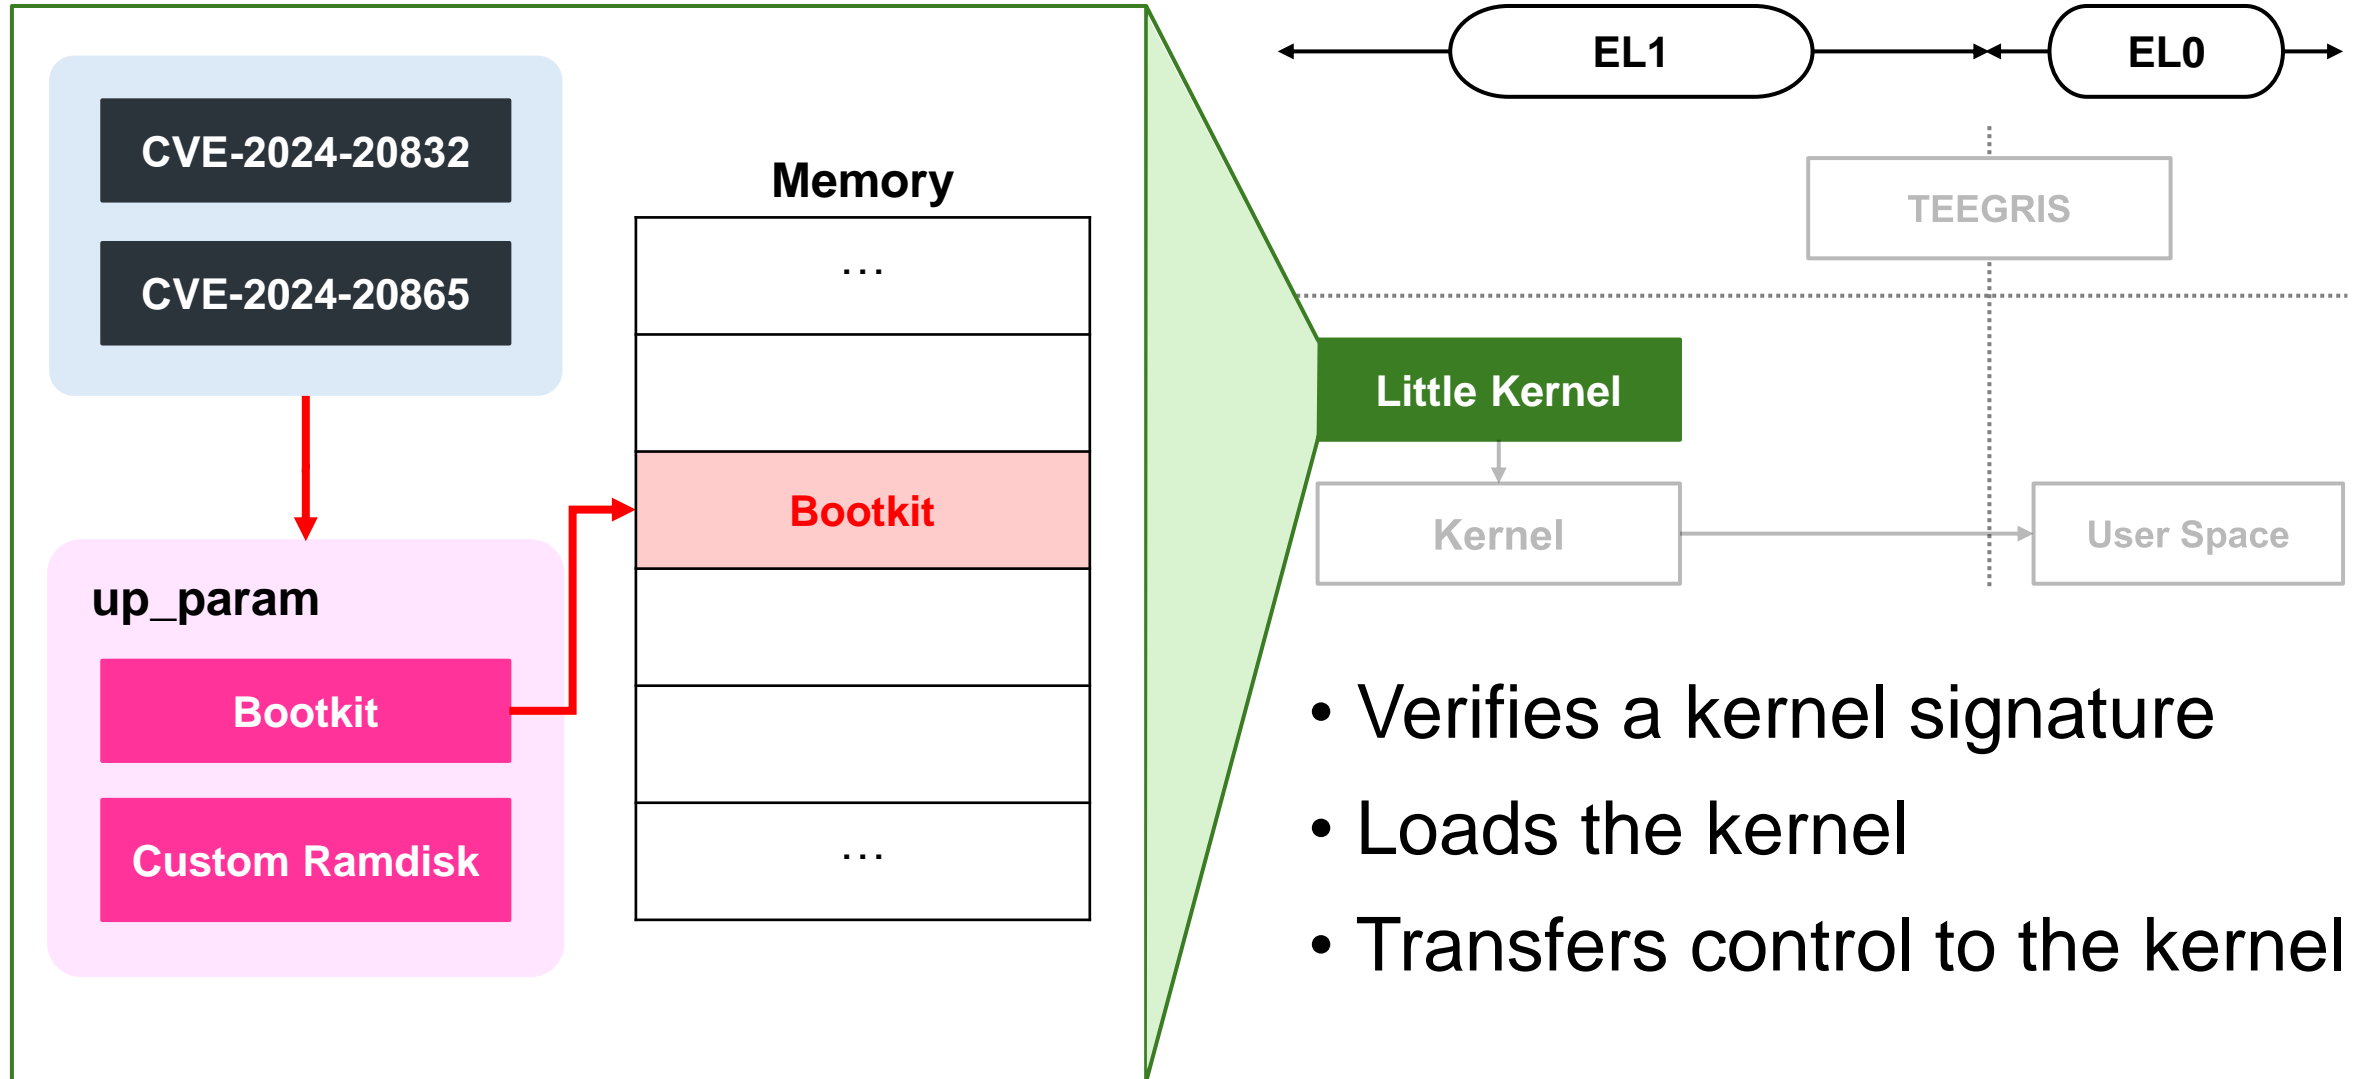 CVE-2024-20832
CVE-2024-20865
up_param
Bootkit
Custom Ramdisk
Memory
...
Bootkit
...
EL1
EL0
TEEGRIS
Little Kernel
Kernel
User Space
• Verifies a kernel signature
• Loads the kernel
• Transfers control to the kernel